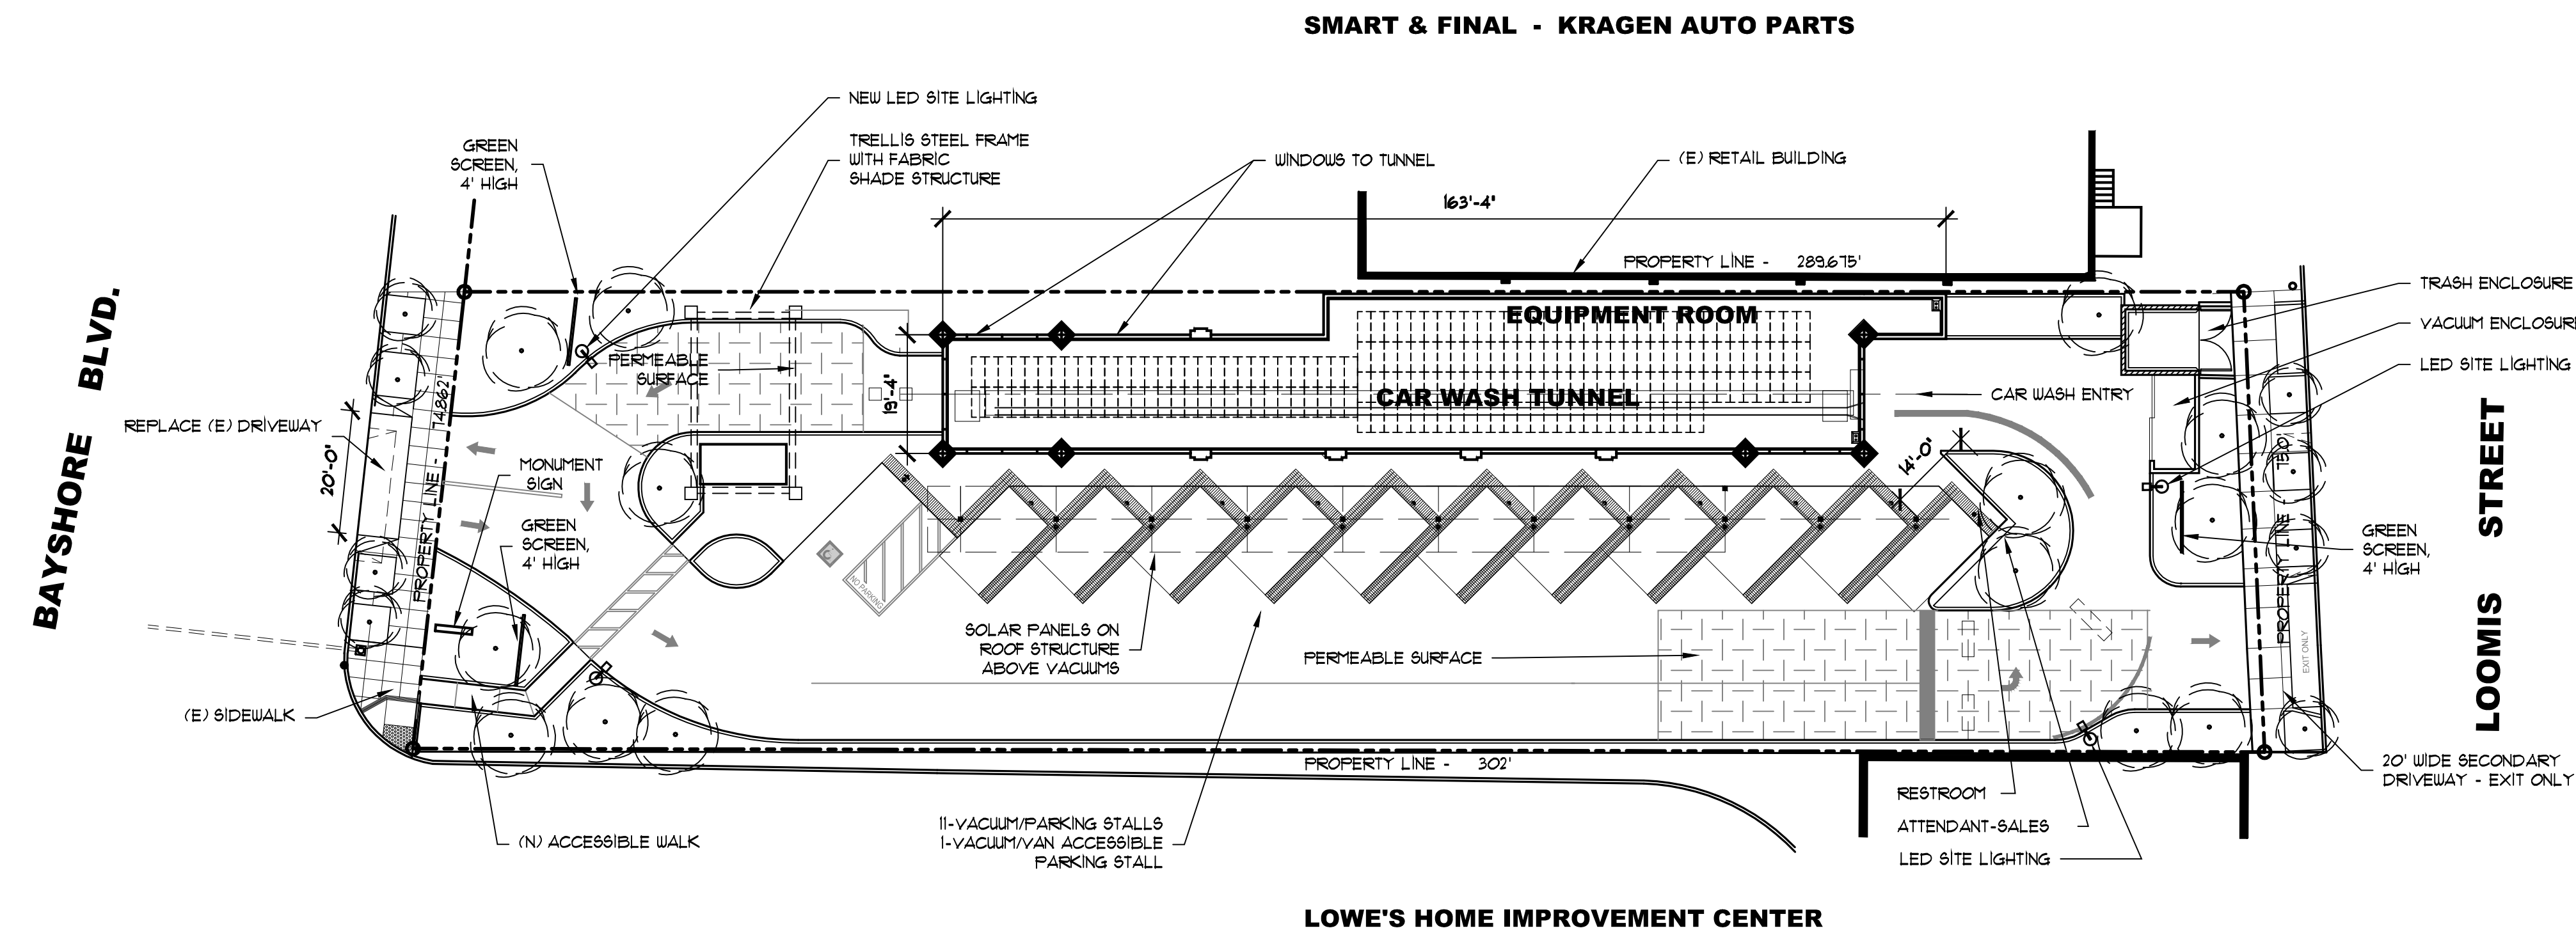 SMART & FINAL - KRAGEN AUTO PARTS
NEW LED SITE LIGHTING
TRELLIS STEEL FRAME
WITH FABRIC
SHADE STRUCTURE
GREEN
SCREEN,
4' HIGH
WINDOWS TO TUNNEL
(E) RETAIL BUILDING
163'-4"
PROPERTY LINE - 289.675'
EQUIPMENT ROOM
TRASH ENCLOSURE
VACUUM ENCLOSURE
LED SITE LIGHTING
BAYSHORE BLVD.
PERMEABLE
SURFACE
19'-4"
CAR WASH TUNNEL
CAR WASH ENTRY
REPLACE (E) DRIVEWAY
20'-0"
PROPERTY LINE - 74.862'
MONUMENT
SIGN
GREEN
SCREEN,
4' HIGH
14'-0"
NO PARKING
PROPERTY LINE - 75.0'
LOOMIS STREET
GREEN
SCREEN,
4' HIGH
EXIT ONLY
SOLAR PANELS ON
ROOF STRUCTURE
ABOVE VACUUMS
PERMEABLE SURFACE
(E) SIDEWALK
PROPERTY LINE - 302'
20' WIDE SECONDARY
DRIVEWAY - EXIT ONLY
RESTROOM
ATTENDANT-SALES
LED SITE LIGHTING
(N) ACCESSIBLE WALK
11-VACUUM/PARKING STALLS
1-VACUUM/VAN ACCESSIBLE
PARKING STALL
LOWE'S HOME IMPROVEMENT CENTER